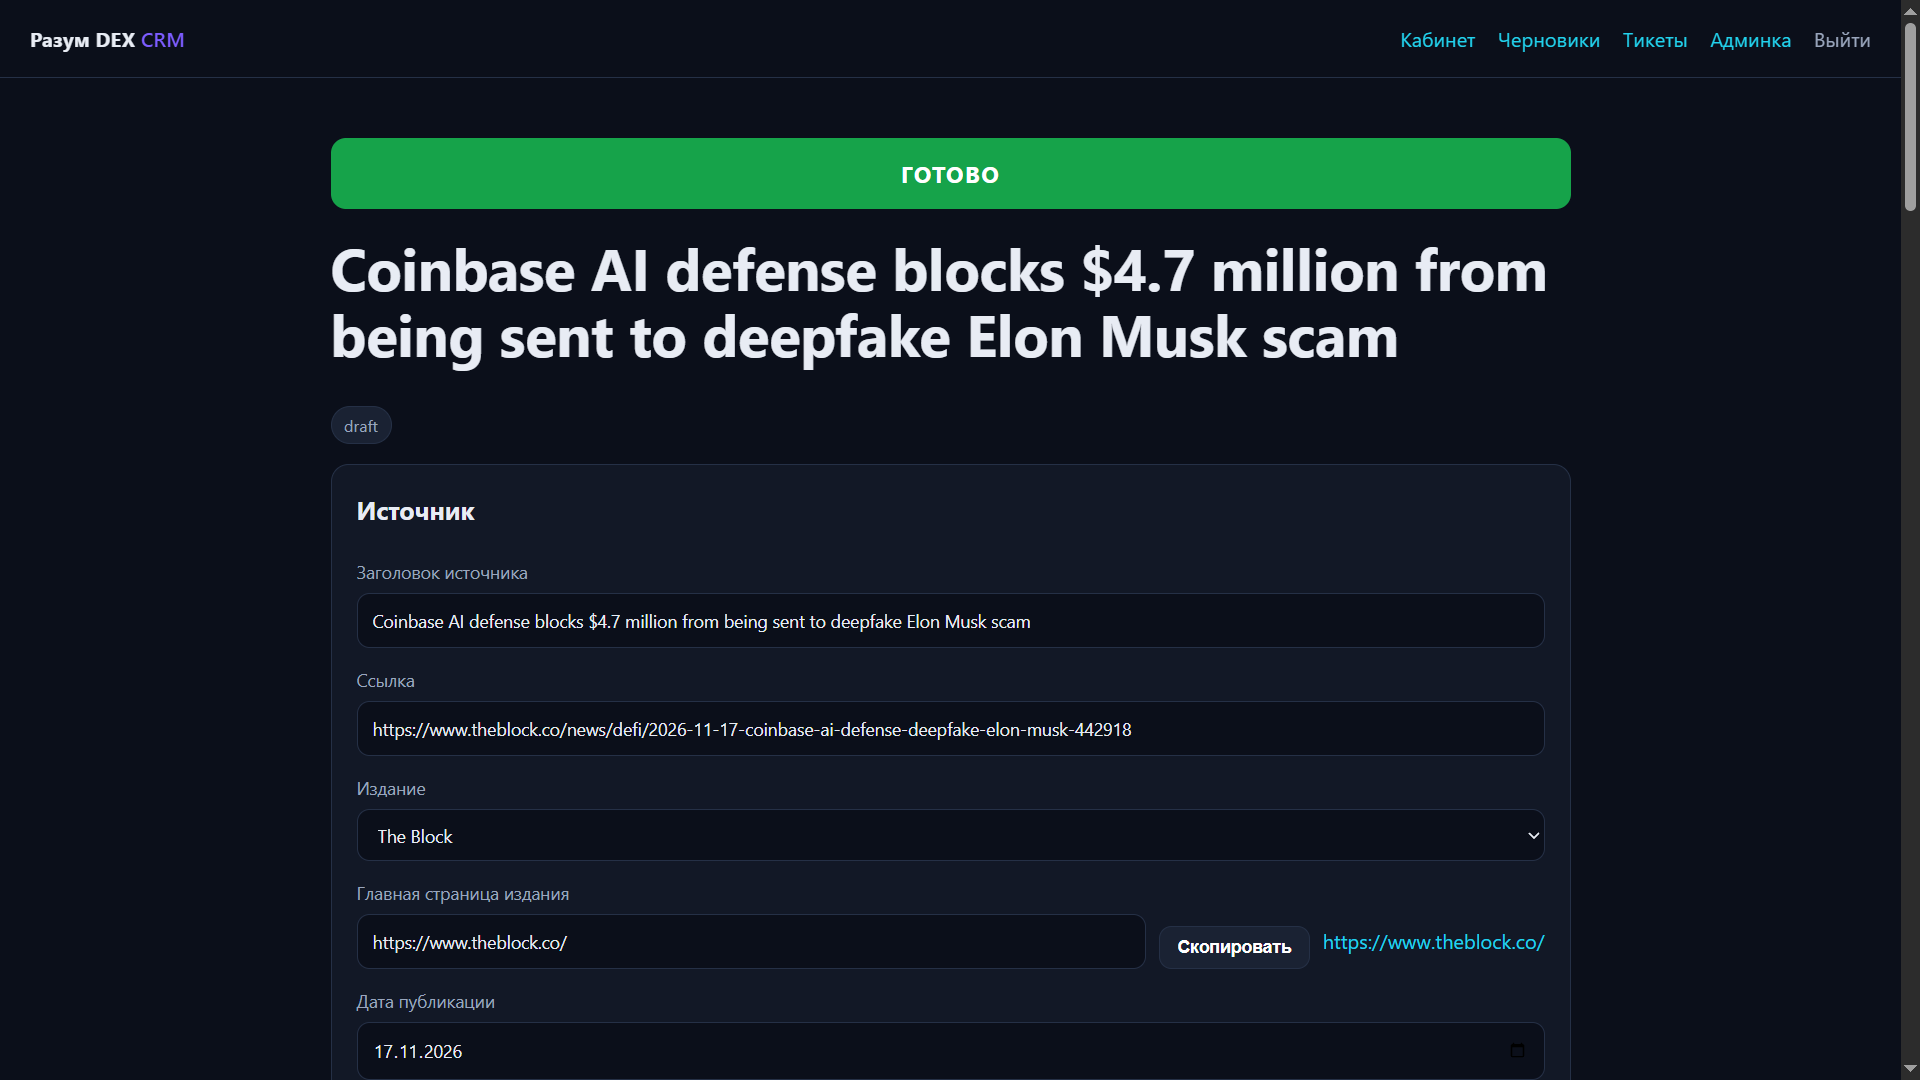 Разум DEX CRM
Кабинет Черновики Тикеты Админка Выйти
ГОТОВО
Coinbase AI defense blocks $4.7 million from
being sent to deepfake Elon Musk scam
draft
Источник
Заголовок источника
Coinbase AI defense blocks $4.7 million from being sent to deepfake Elon Musk scam
Ссылка
https://www.theblock.co/news/defi/2026-11-17-coinbase-ai-defense-deepfake-elon-musk-442918
Издание
The Block
Главная страница издания
https://www.theblock.co/ Скопировать https://www.theblock.co/
Дата публикации
17.11.2026